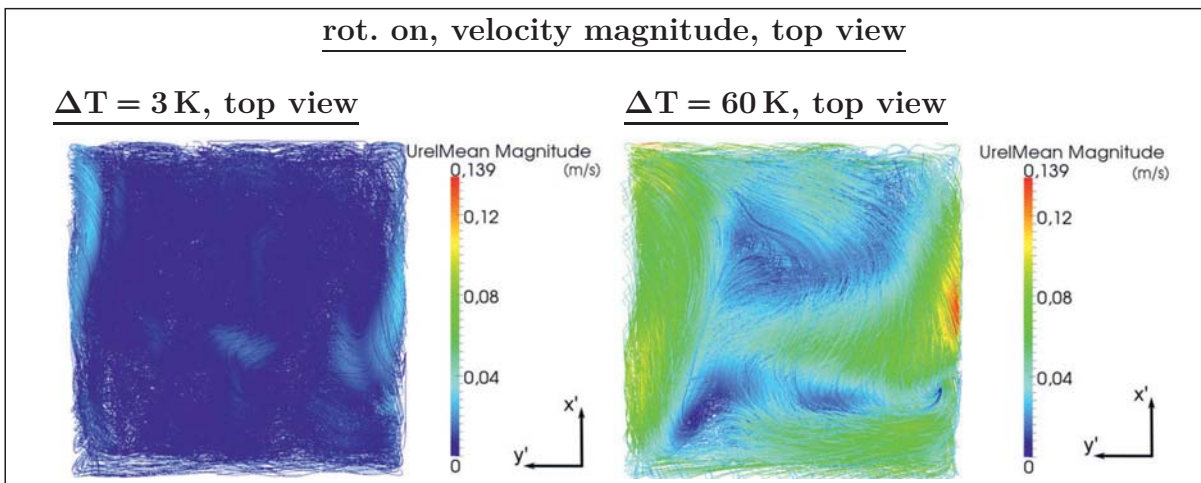 rot. on, velocity magnitude, top view
ΔT = 3 K, top view
UrelMean Magnitude
(m/s)
0,139
0,12
0,08
0,04
0
x'
y'
ΔT = 60 K, top view
UrelMean Magnitude
(m/s)
0,139
0,12
0,08
0,04
0
x'
y'